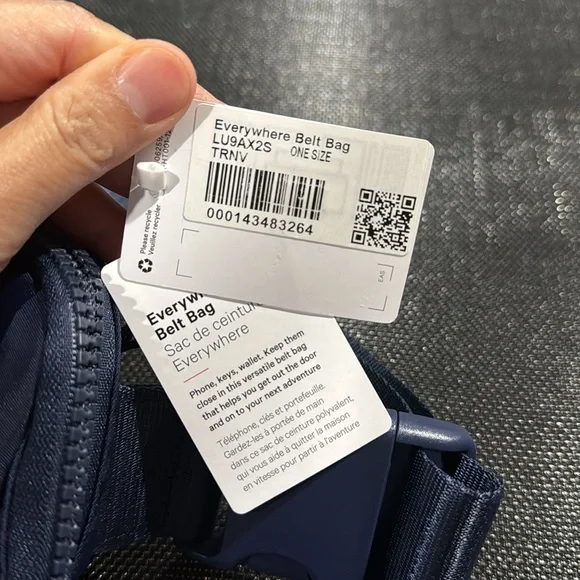 Everywhere Belt Bag
LU9AX2S ONE SIZE
TRNV
000143483264
Please recycle
Veuillez recycler
EAS
Everywh
Belt Bag
Sac de ceinture
Everywhere
Phone, keys, wallet. Keep them
close in this versatile belt bag
that helps you get out the door
and on to your next adventure
Téléphone, clés et portefeuille.
Gardez-les à portée de main
dans ce sac de ceinture polyvalent,
qui vous aide à quitter la maison
en vitesse pour partir à l'aventure